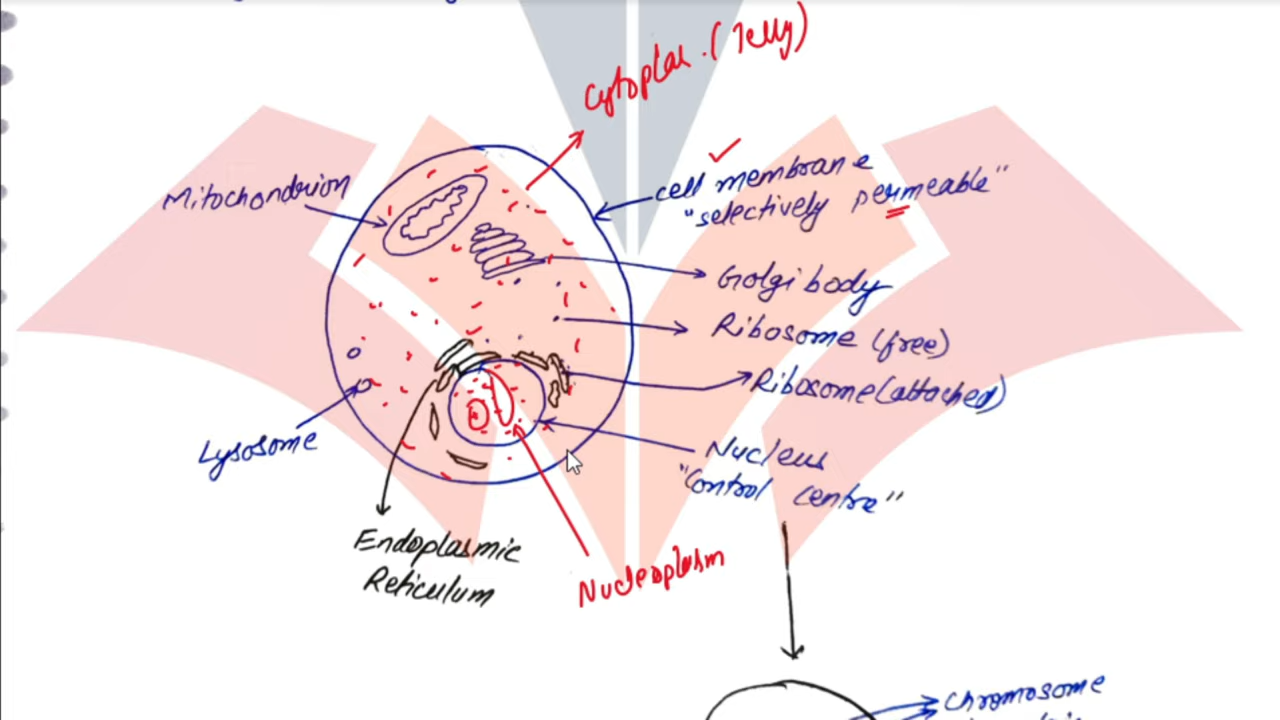 Cytoplas. (Jelly)
cell membrane
"selectively permeable"
Mitochondrion
Golgi body
Ribosome (free)
Ribosome (attached)
Lysosome
Nucleus
"Control centre"
Endoplasmic
Reticulum
Nucleoplasm
Chromosome